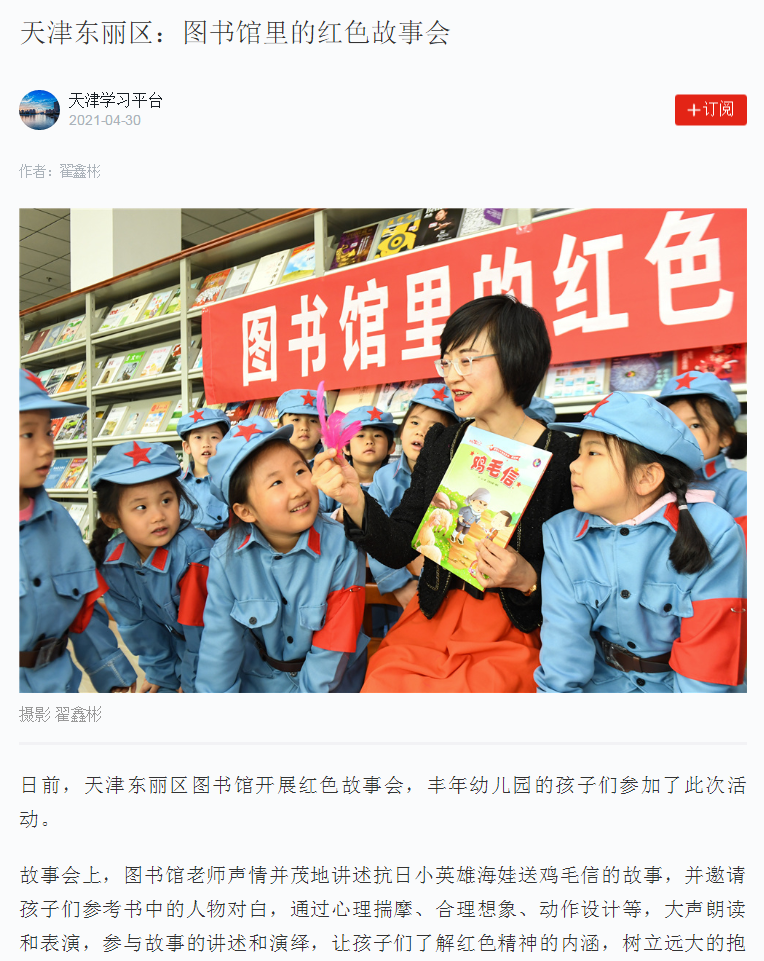 天津东丽区：图书馆里的红色故事会
天津学习平台
2021-04-30
+订阅
作者：翟鑫彬
图书馆里的红色
鸡毛信
摄影 翟鑫彬
日前，天津东丽区图书馆开展红色故事会，丰年幼儿园的孩子们参加了此次活
动。
故事会上，图书馆老师声情并茂地讲述抗日小英雄海娃送鸡毛信的故事，并邀请
孩子们参考书中的人物对白，通过心理揣摩、合理想象、动作设计等，大声朗读
和表演，参与故事的讲述和演绎，让孩子们了解红色精神的内涵，树立远大的抱